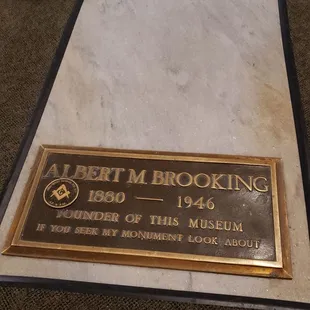 ALBERT M. BROOKING
1880 — 1946
FOUNDER OF THIS MUSEUM
IF YOU SEEK MY MONUMENT LOOK ABOUT